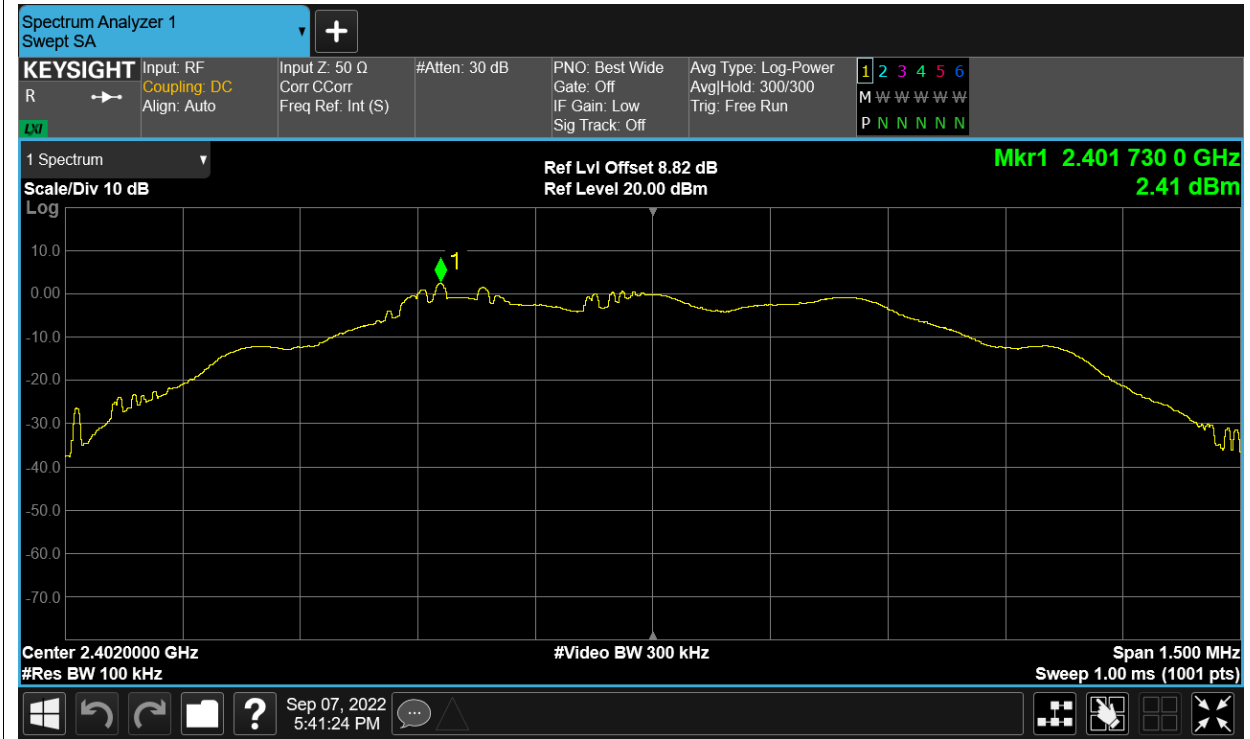 Spectrum Analyzer 1
Swept SA
KEYSIGHT
R
LXI
Input: RF
Coupling: DC
Align: Auto
Input Z: 50 Ω
Corr CCorr
Freq Ref: Int (S)
#Atten: 30 dB
PNO: Best Wide
Gate: Off
IF Gain: Low
Sig Track: Off
Avg Type: Log-Power
Avg|Hold: 300/300
Trig: Free Run
1 2 3 4 5 6
M W W W W W W
P N N N N N N
1 Spectrum
Scale/Div 10 dB
Log
Ref Lvl Offset 8.82 dB
Ref Level 20.00 dBm
Mkr1 2.401 730 0 GHz
2.41 dBm
1
10.0
0.00
-10.0
-20.0
-30.0
-40.0
-50.0
-60.0
-70.0
Center 2.4020000 GHz
#Video BW 300 kHz
Span 1.500 MHz
#Res BW 100 kHz
Sweep 1.00 ms (1001 pts)
?
Sep 07, 2022
5:41:24 PM